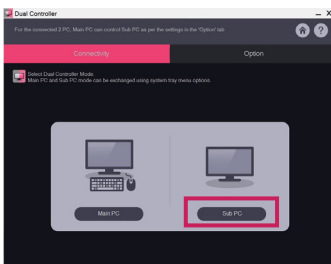 Dual Controller
For the connected 2 PC, Main PC can control Sub PC as per the settings in the 'Option' tab.
Connectivity
Option
Select Dual Controller Mode.
Main PC and Sub PC mode can be exchanged using system tray menu options.
Main PC
Sub PC